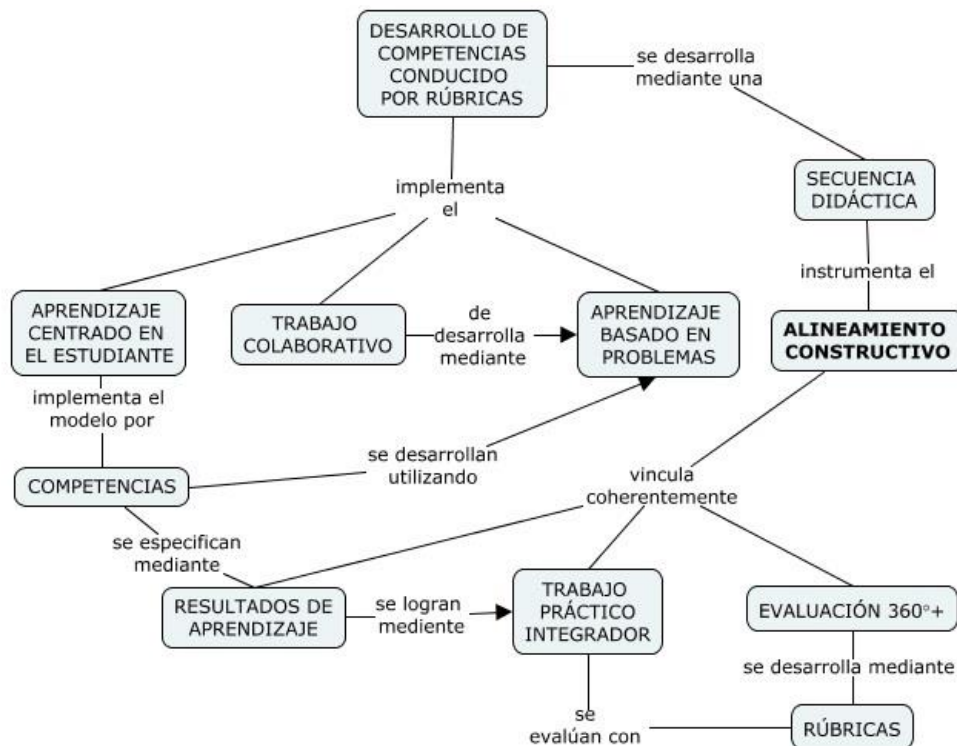 DESARROLLO DE
COMPETENCIAS
CONDUCIDO
POR RÚBRICAS
se desarrolla
mediante una
SECUENCIA
DIDÁCTICA
implementa
el
instrumenta el
APRENDIZAJE
CENTRADO EN
EL ESTUDIANTE
TRABAJO
COLABORATIVO
de
desarrolla
mediante
APRENDIZAJE
BASADO EN
PROBLEMAS
ALINEAMIENTO
CONSTRUCTIVO
implementa el
modelo por
COMPETENCIAS
se desarrollan
utilizando
vincula
coherentemente
se especifican
mediante
RESULTADOS DE
APRENDIZAJE
se logran
mediente
TRABAJO
PRÁCTICO
INTEGRADOR
EVALUACIÓN 360°+
se desarrolla mediante
se
evalúan con
RÚBRICAS